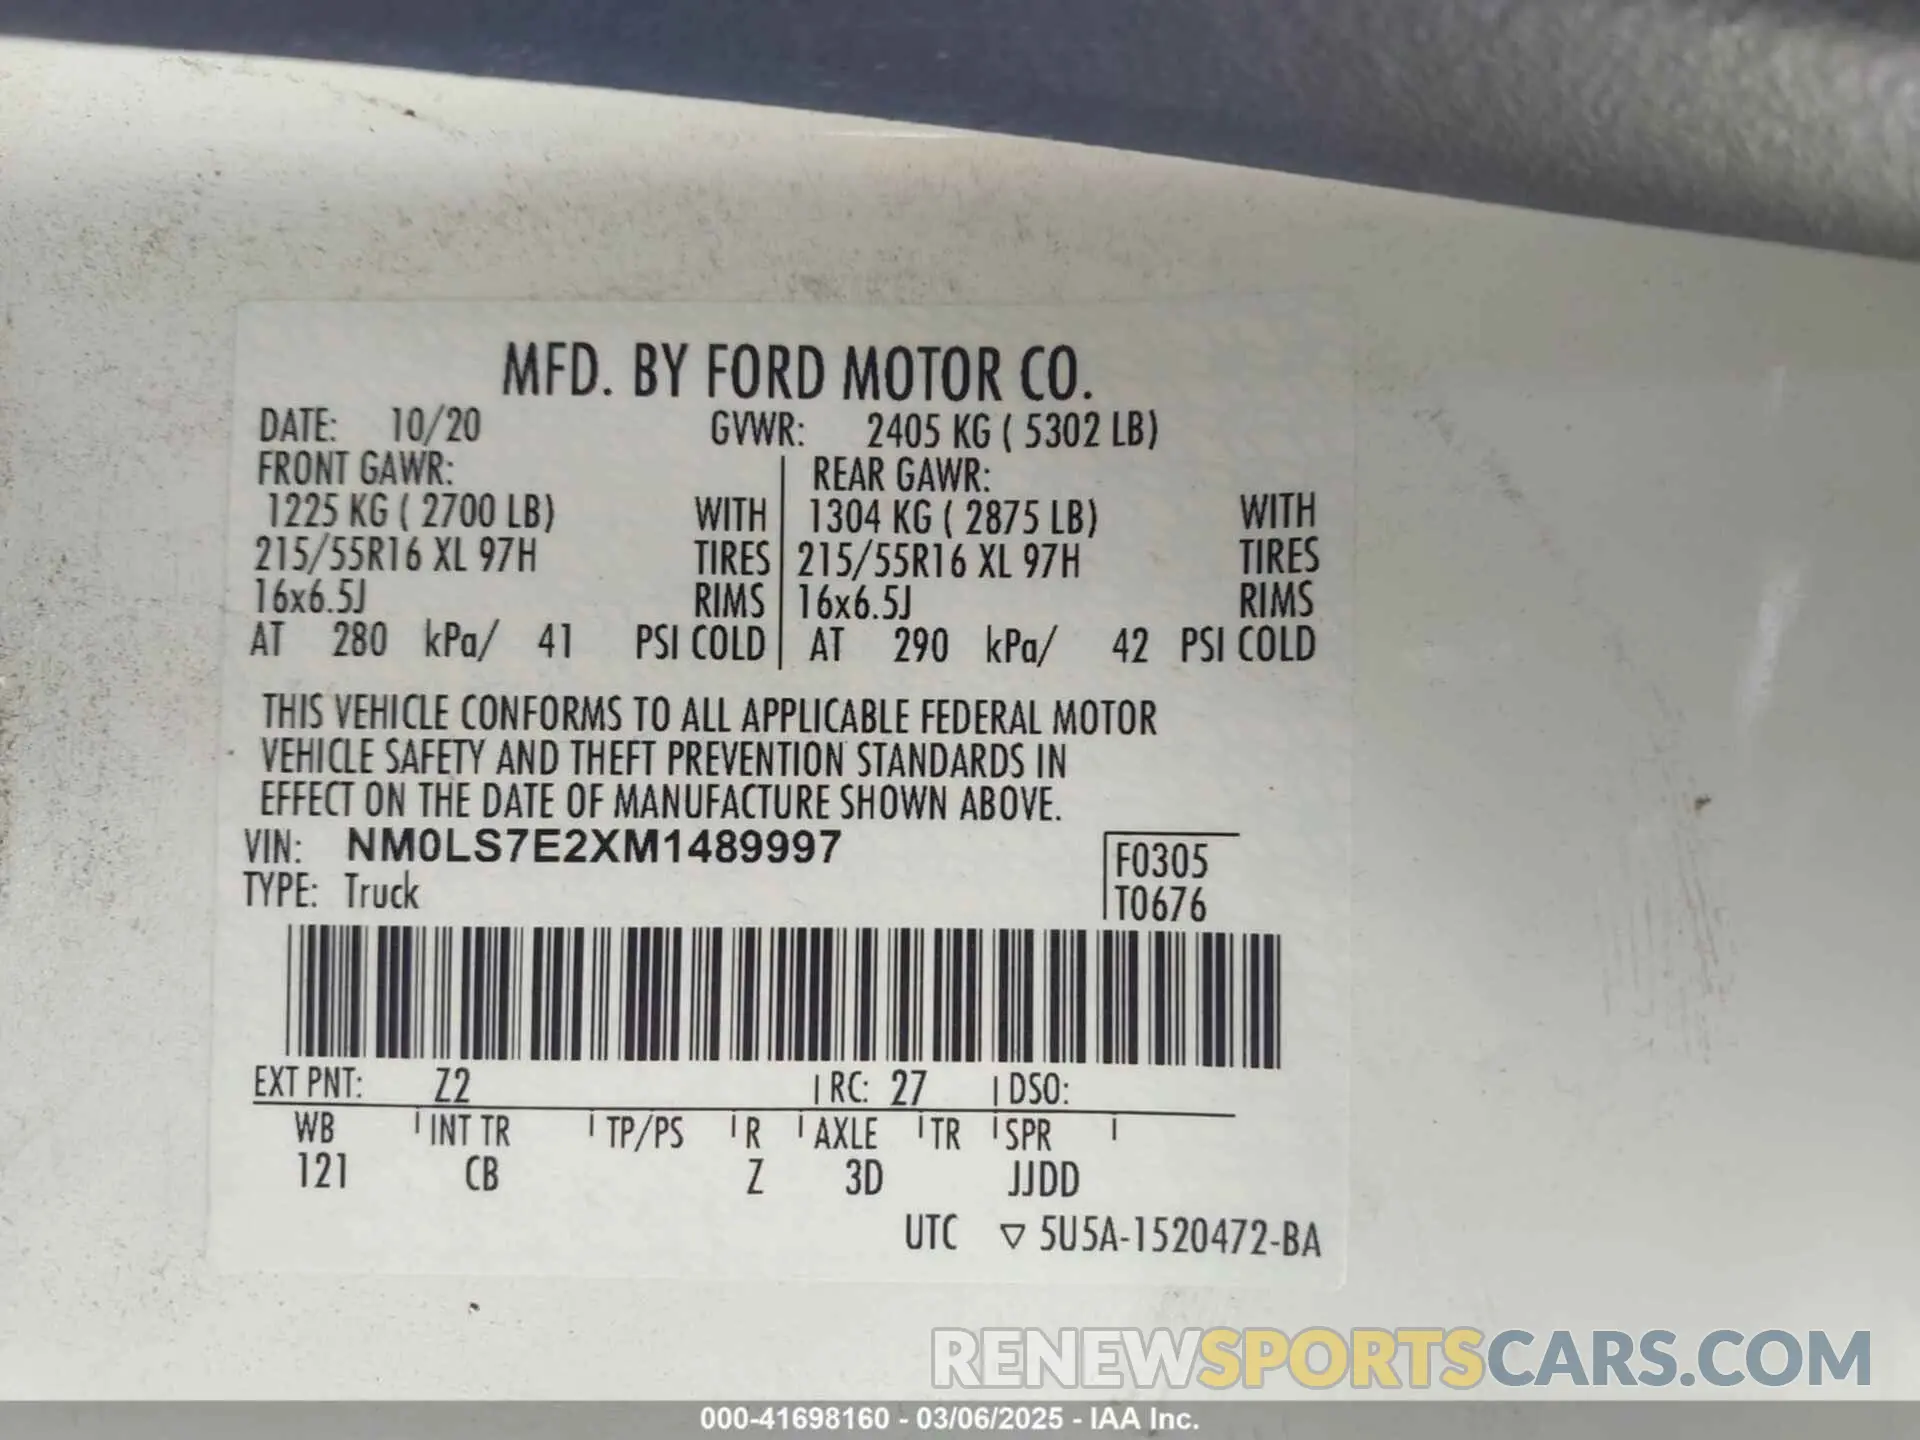 MFD. BY FORD MOTOR CO.
DATE: 10/20 GVWR: 2405 KG ( 5302 LB)
FRONT GAWR: REAR GAWR:
1225 KG ( 2700 LB) WITH 1304 KG ( 2875 LB) WITH
215/55R16 XL 97H TIRES 215/55R16 XL 97H TIRES
16x6.5J RIMS 16x6.5J RIMS
AT 280 kPa/ 41 PSI COLD AT 290 kPa/ 42 PSI COLD
THIS VEHICLE CONFORMS TO ALL APPLICABLE FEDERAL MOTOR
VEHICLE SAFETY AND THEFT PREVENTION STANDARDS IN
EFFECT ON THE DATE OF MANUFACTURE SHOWN ABOVE.
VIN: NM0LS7E2XM1489997 F0305
TYPE: Truck T0676
EXT PNT: Z2 RC: 27 DSO:
WB INT TR TP/PS R AXLE TR SPR
121 CB Z 3D JJDD
UTC ▽ 5U5A-1520472-BA
RENEWSPORTSCARS.COM
000-41698160 - 03/06/2025 - IAA Inc.